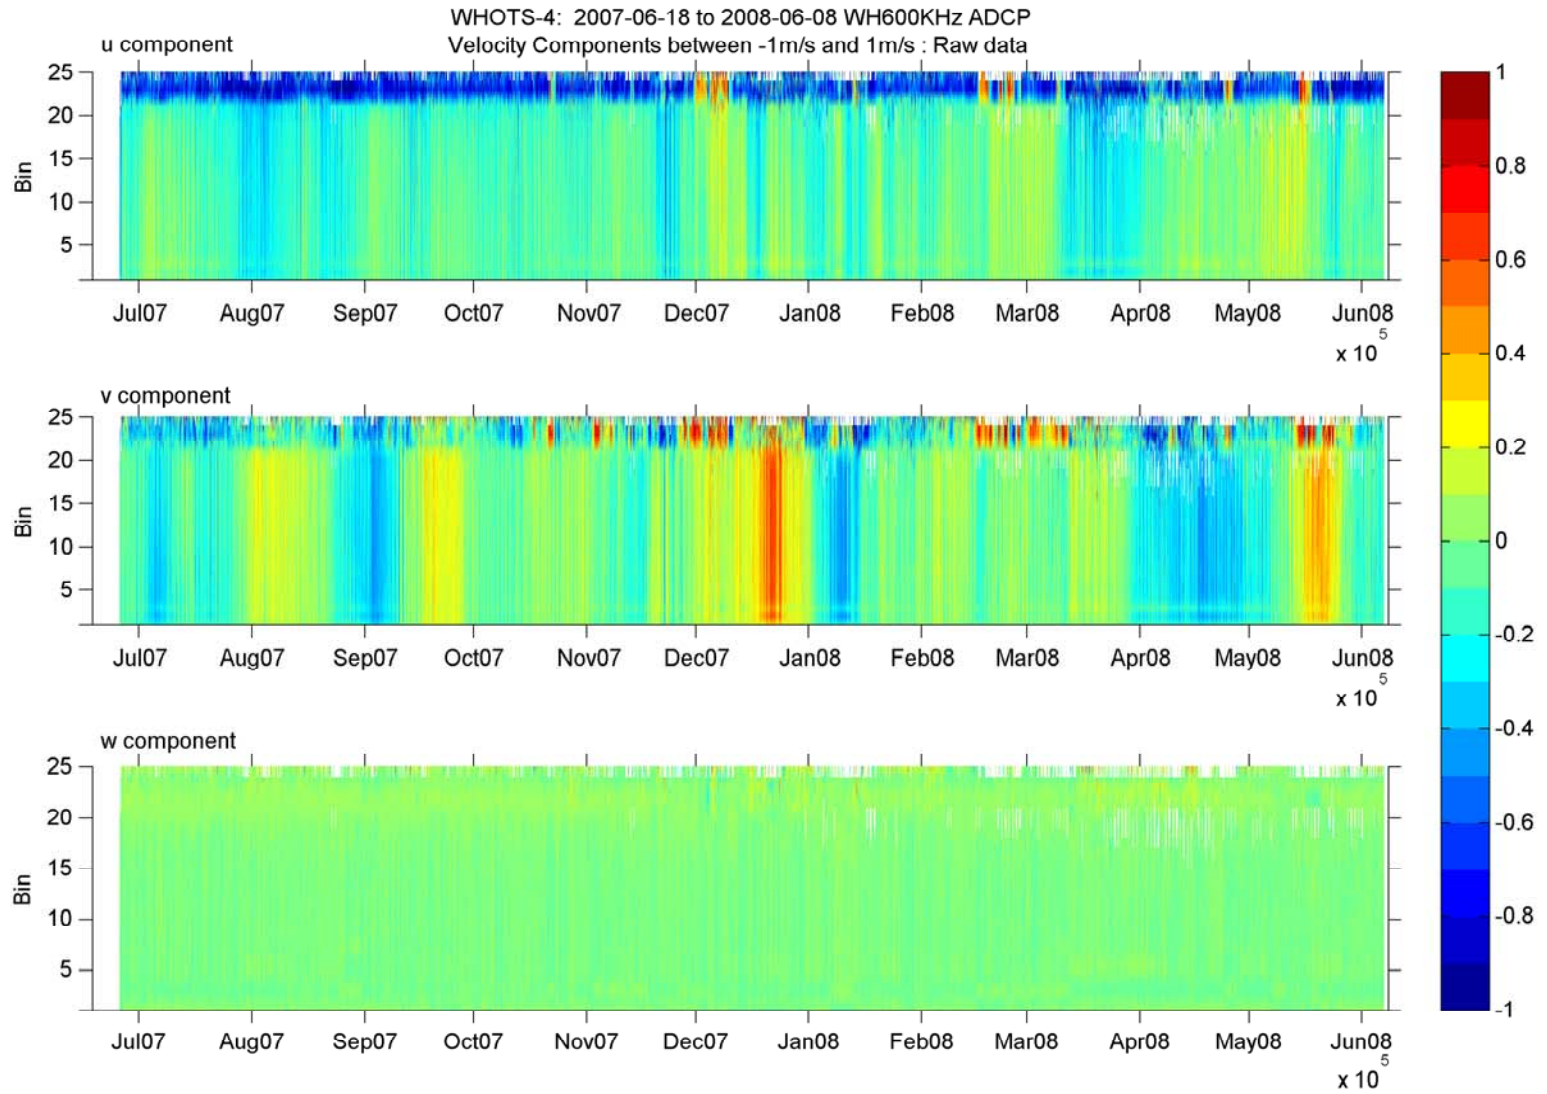 WHOTS-4: 2007-06-18 to 2008-06-08 WH600KHz ADCP
Velocity Components between -1m/s and 1m/s : Raw data
u component
25
20
15
10
5
Bin
Jul07 Aug07 Sep07 Oct07 Nov07 Dec07 Jan08 Feb08 Mar08 Apr08 May08 Jun08
x 10 5
v component
25
20
15
10
5
Bin
Jul07 Aug07 Sep07 Oct07 Nov07 Dec07 Jan08 Feb08 Mar08 Apr08 May08 Jun08
x 10 5
w component
25
20
15
10
5
Bin
Jul07 Aug07 Sep07 Oct07 Nov07 Dec07 Jan08 Feb08 Mar08 Apr08 May08 Jun08
x 10 5
1
0.8
0.6
0.4
0.2
0
-0.2
-0.4
-0.6
-0.8
-1